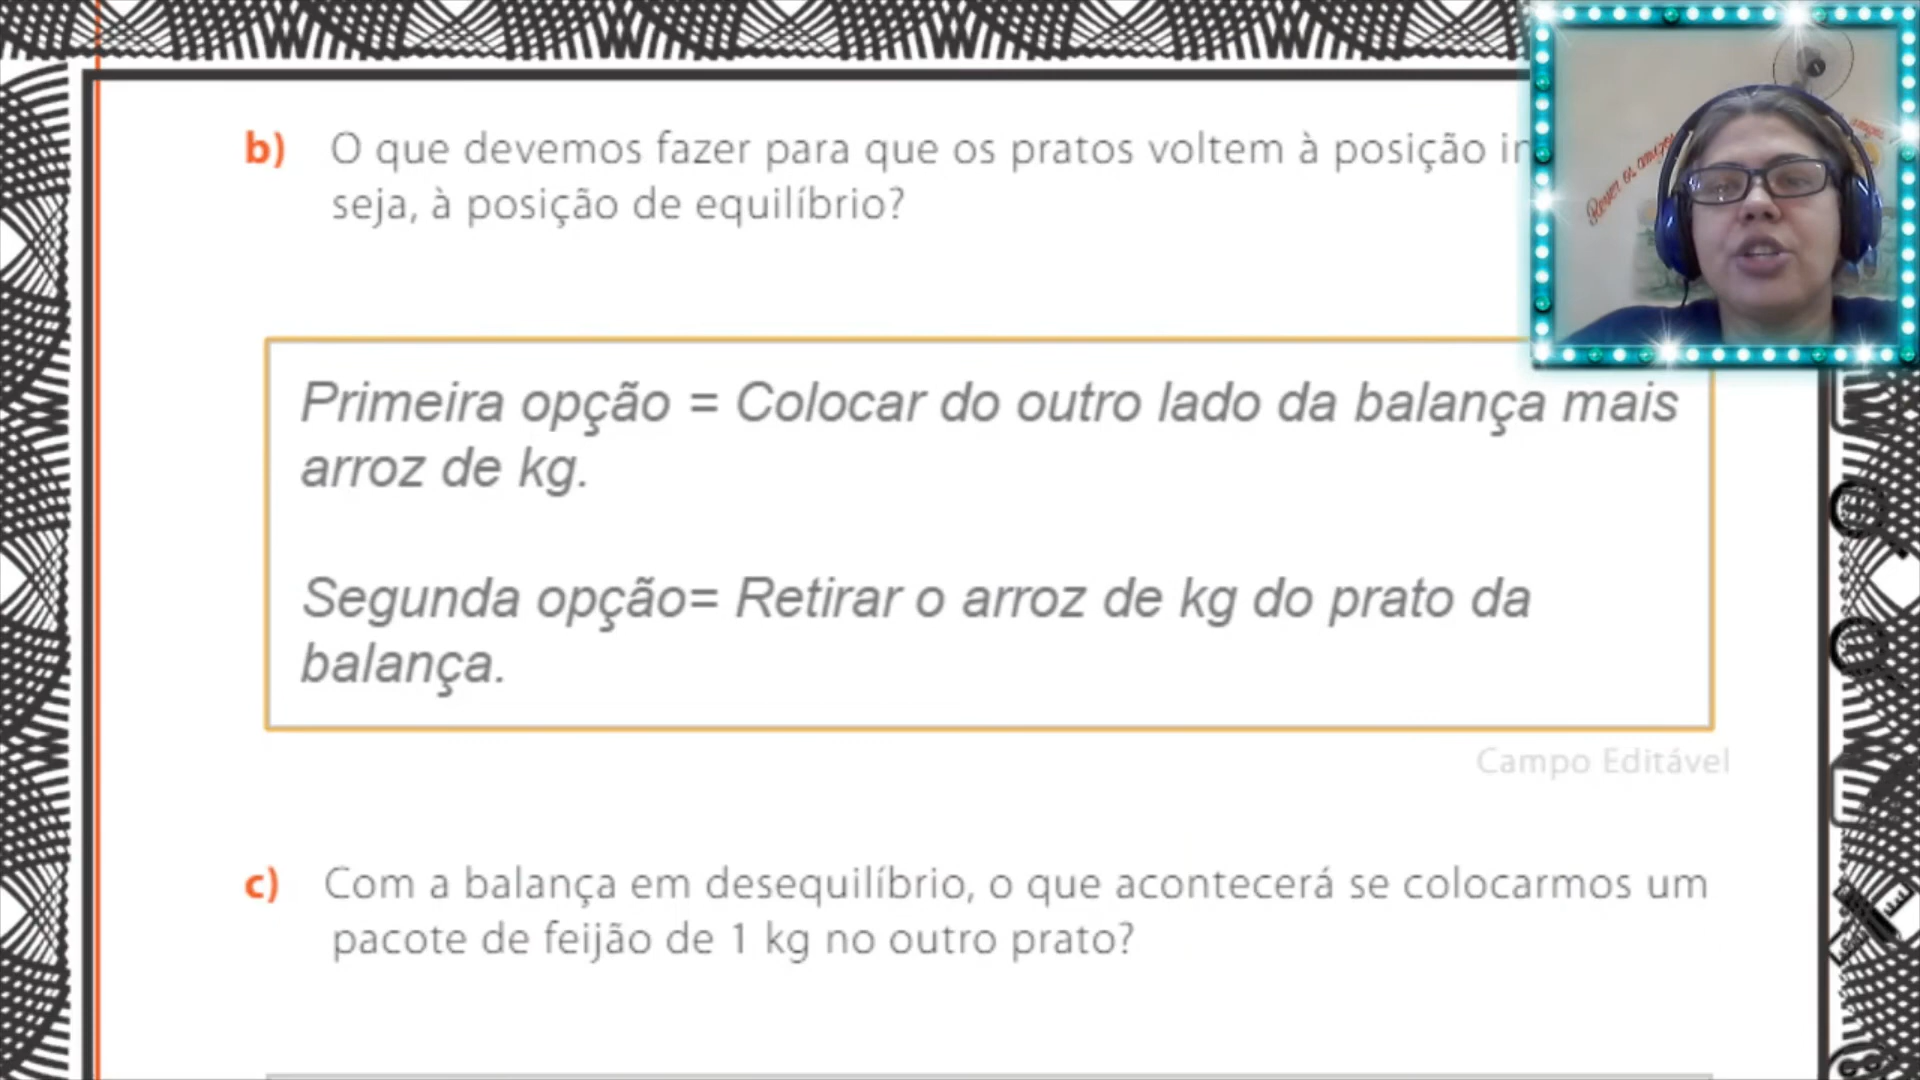 b) O que devemos fazer para que os pratos voltem à posição
seja, à posição de equilíbrio?
Primeira opção = Colocar do outro lado da balança mais
arroz de kg.
Segunda opção= Retirar o arroz de kg do prato da
balança.
Campo Editável
c) Com a balança em desequilíbrio, o que acontecerá se colocarmos um
pacote de feijão de 1 kg no outro prato?